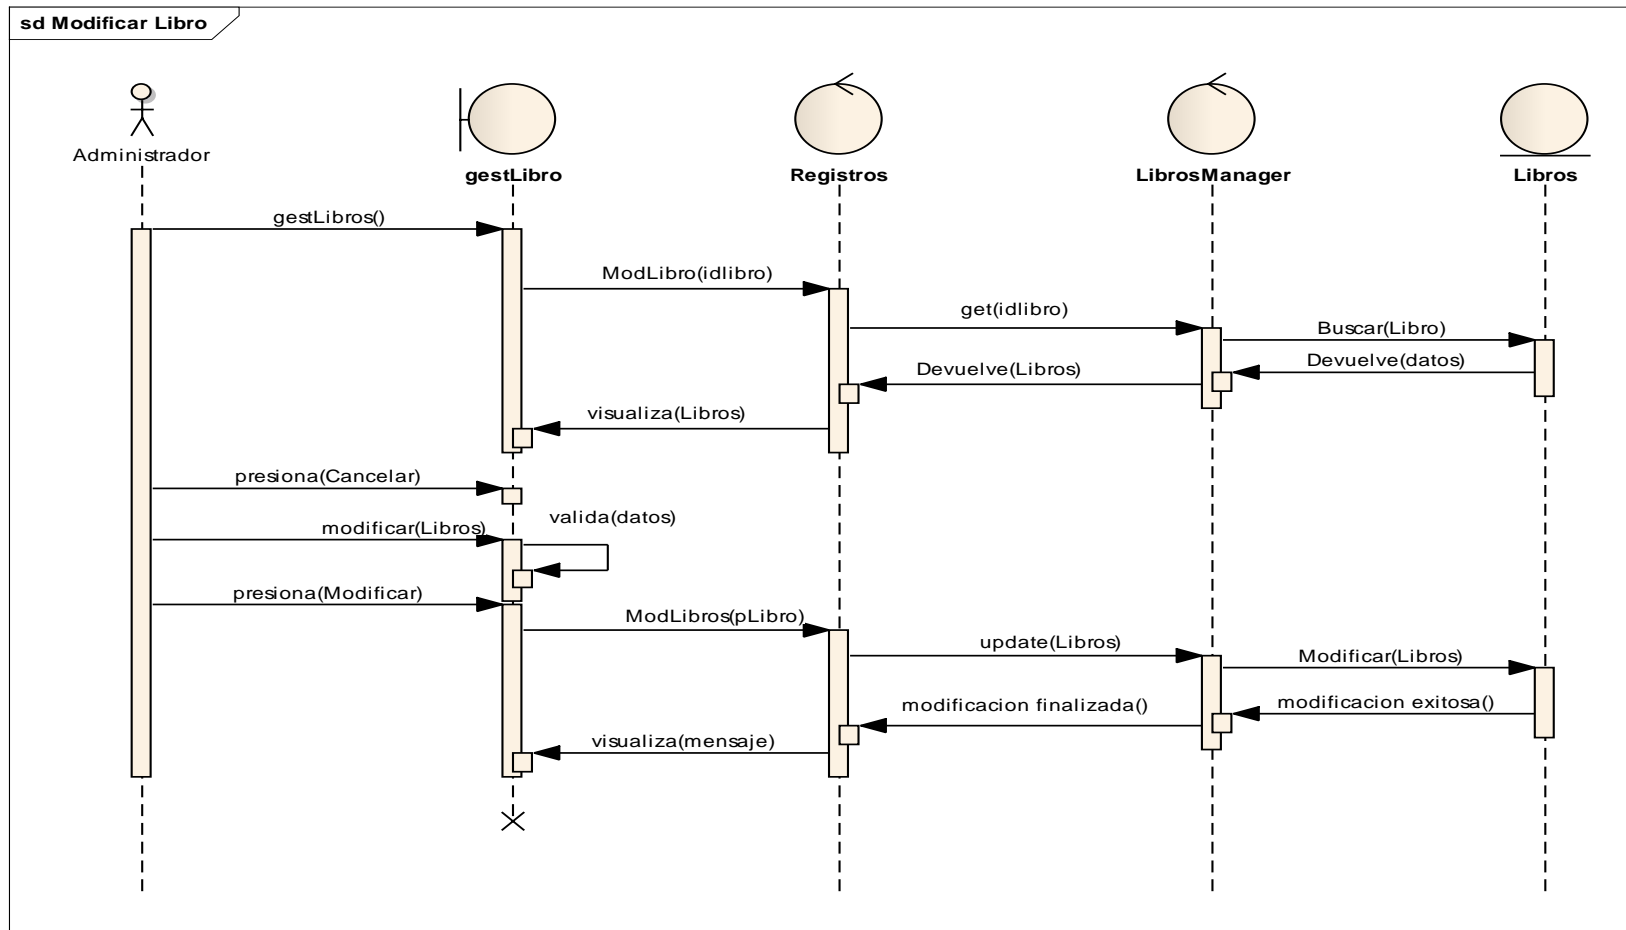 sd Modificar Libro
Administrador
gestLibro
Registros
LibrosManager
Libros
gestLibros()
ModLibro(idlibro)
get(idlibro)
Buscar(Libro)
Devuelve(datos)
Devuelve(Libros)
visualiza(Libros)
presiona(Cancelar)
modificar(Libros)
valida(datos)
presiona(Modificar)
ModLibros(pLibro)
update(Libros)
Modificar(Libros)
modificacion exitosa()
modificacion finalizada()
visualiza(mensaje)